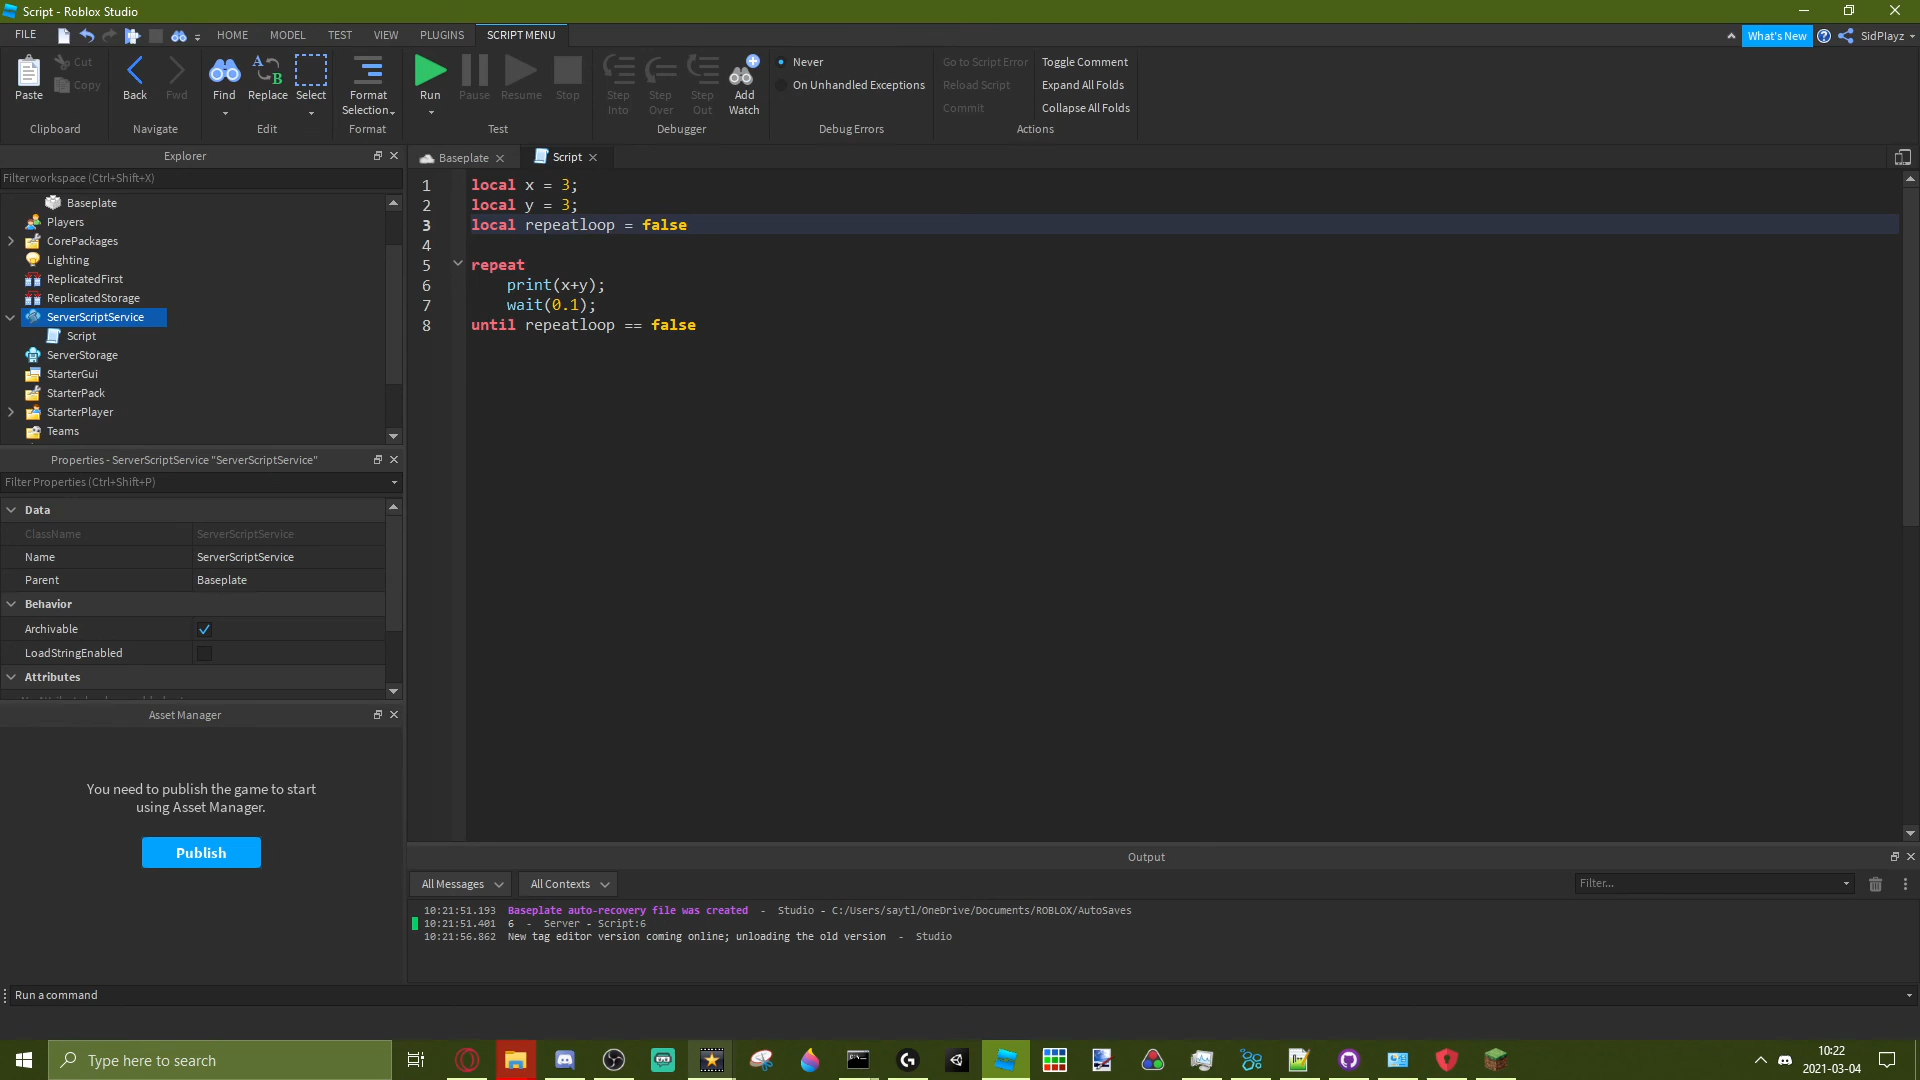 Script - Roblox Studio
FILE
HOME MODEL TEST VIEW PLUGINS SCRIPT MENU
What's New SidPlayz
Paste Cut Copy
Clipboard
Back Fwd
Navigate
Find Replace Select
Edit
Format Selection
Format
Run Pause Resume Stop
Test
Step Into Step Over Step Out Add Watch
Debugger
Never
On Unhandled Exceptions
Debug Errors
Go to Script Error Toggle Comment
Reload Script Expand All Folds
Commit Collapse All Folds
Actions
Explorer
Filter workspace (Ctrl+Shift+X)
Baseplate
Players
CorePackages
Lighting
ReplicatedFirst
ReplicatedStorage
ServerScriptService
Script
ServerStorage
StarterGui
StarterPack
StarterPlayer
Teams
Properties - ServerScriptService "ServerScriptService"
Filter Properties (Ctrl+Shift+P)
Data
ClassName ServerScriptService
Name ServerScriptService
Parent Baseplate
Behavior
Archivable
LoadStringEnabled
Attributes
Asset Manager
You need to publish the game to start
using Asset Manager.
Publish
Baseplate Script
1 local x = 3;
2 local y = 3;
3 local repeatloop = false
4
5 repeat
6 print(x+y);
7 wait(0.1);
8 until repeatloop == false
Output
All Messages All Contexts Filter...
10:21:51.193 Baseplate auto-recovery file was created - Studio - C:/Users/saytl/OneDrive/Documents/ROBLOX/AutoSaves
10:21:51.401 6 - Server - Script:6
10:21:56.862 New tag editor version coming online; unloading the old version - Studio
Run a command
Type here to search
10:22
2021-03-04